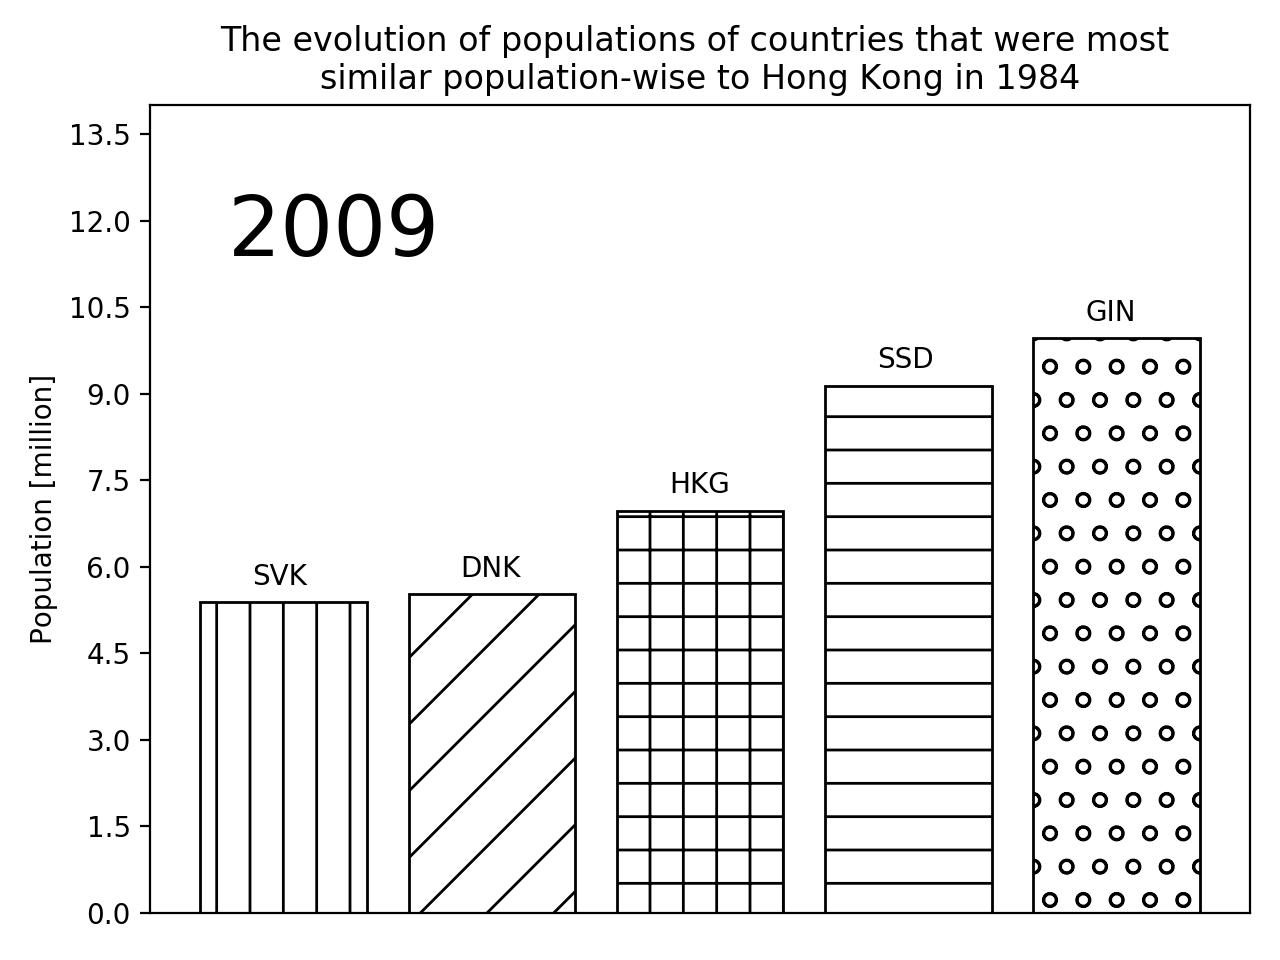 The evolution of populations of countries that were most
similar population-wise to Hong Kong in 1984
2009
Population [million]
13.5
12.0
10.5
9.0
7.5
6.0
4.5
3.0
1.5
0.0
SVK
DNK
HKG
SSD
GIN